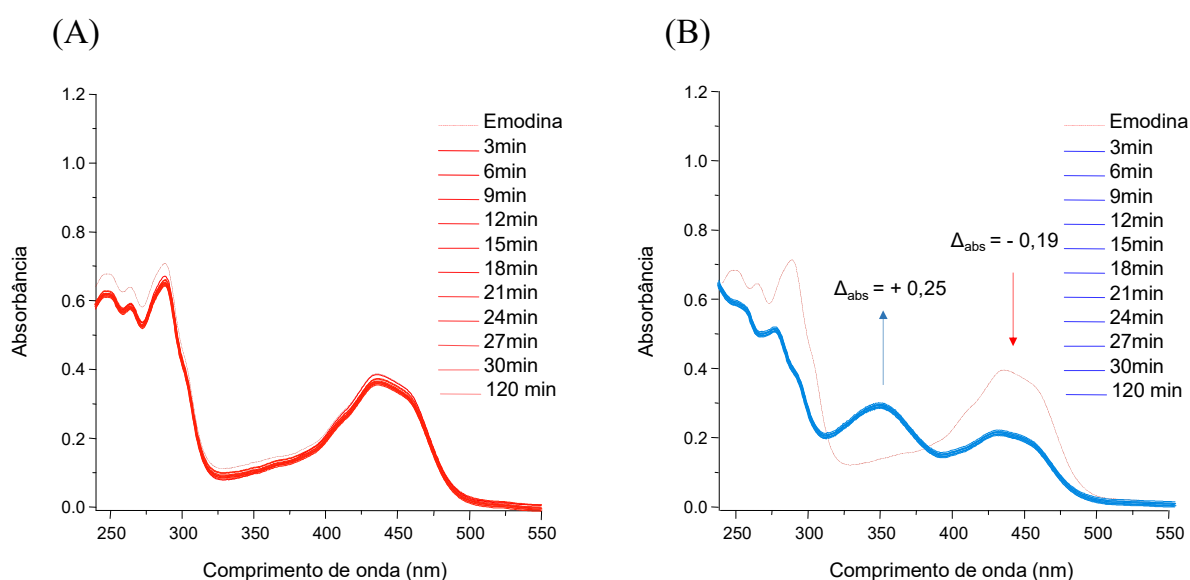 (A)
1.2
1.0
0.8
0.6
0.4
0.2
0.0
Absorbância
250 300 350 400 450 500 550
Comprimento de onda (nm)
Emodina
3min
6min
9min
12min
15min
18min
21min
24min
27min
30min
120 min
(B)
1.2
1.0
0.8
0.6
0.4
0.2
0.0
Absorbância
250 300 350 400 450 500 550
Comprimento de onda (nm)
Δabs = + 0,25
Δabs = - 0,19
Emodina
3min
6min
9min
12min
15min
18min
21min
24min
27min
30min
120 min